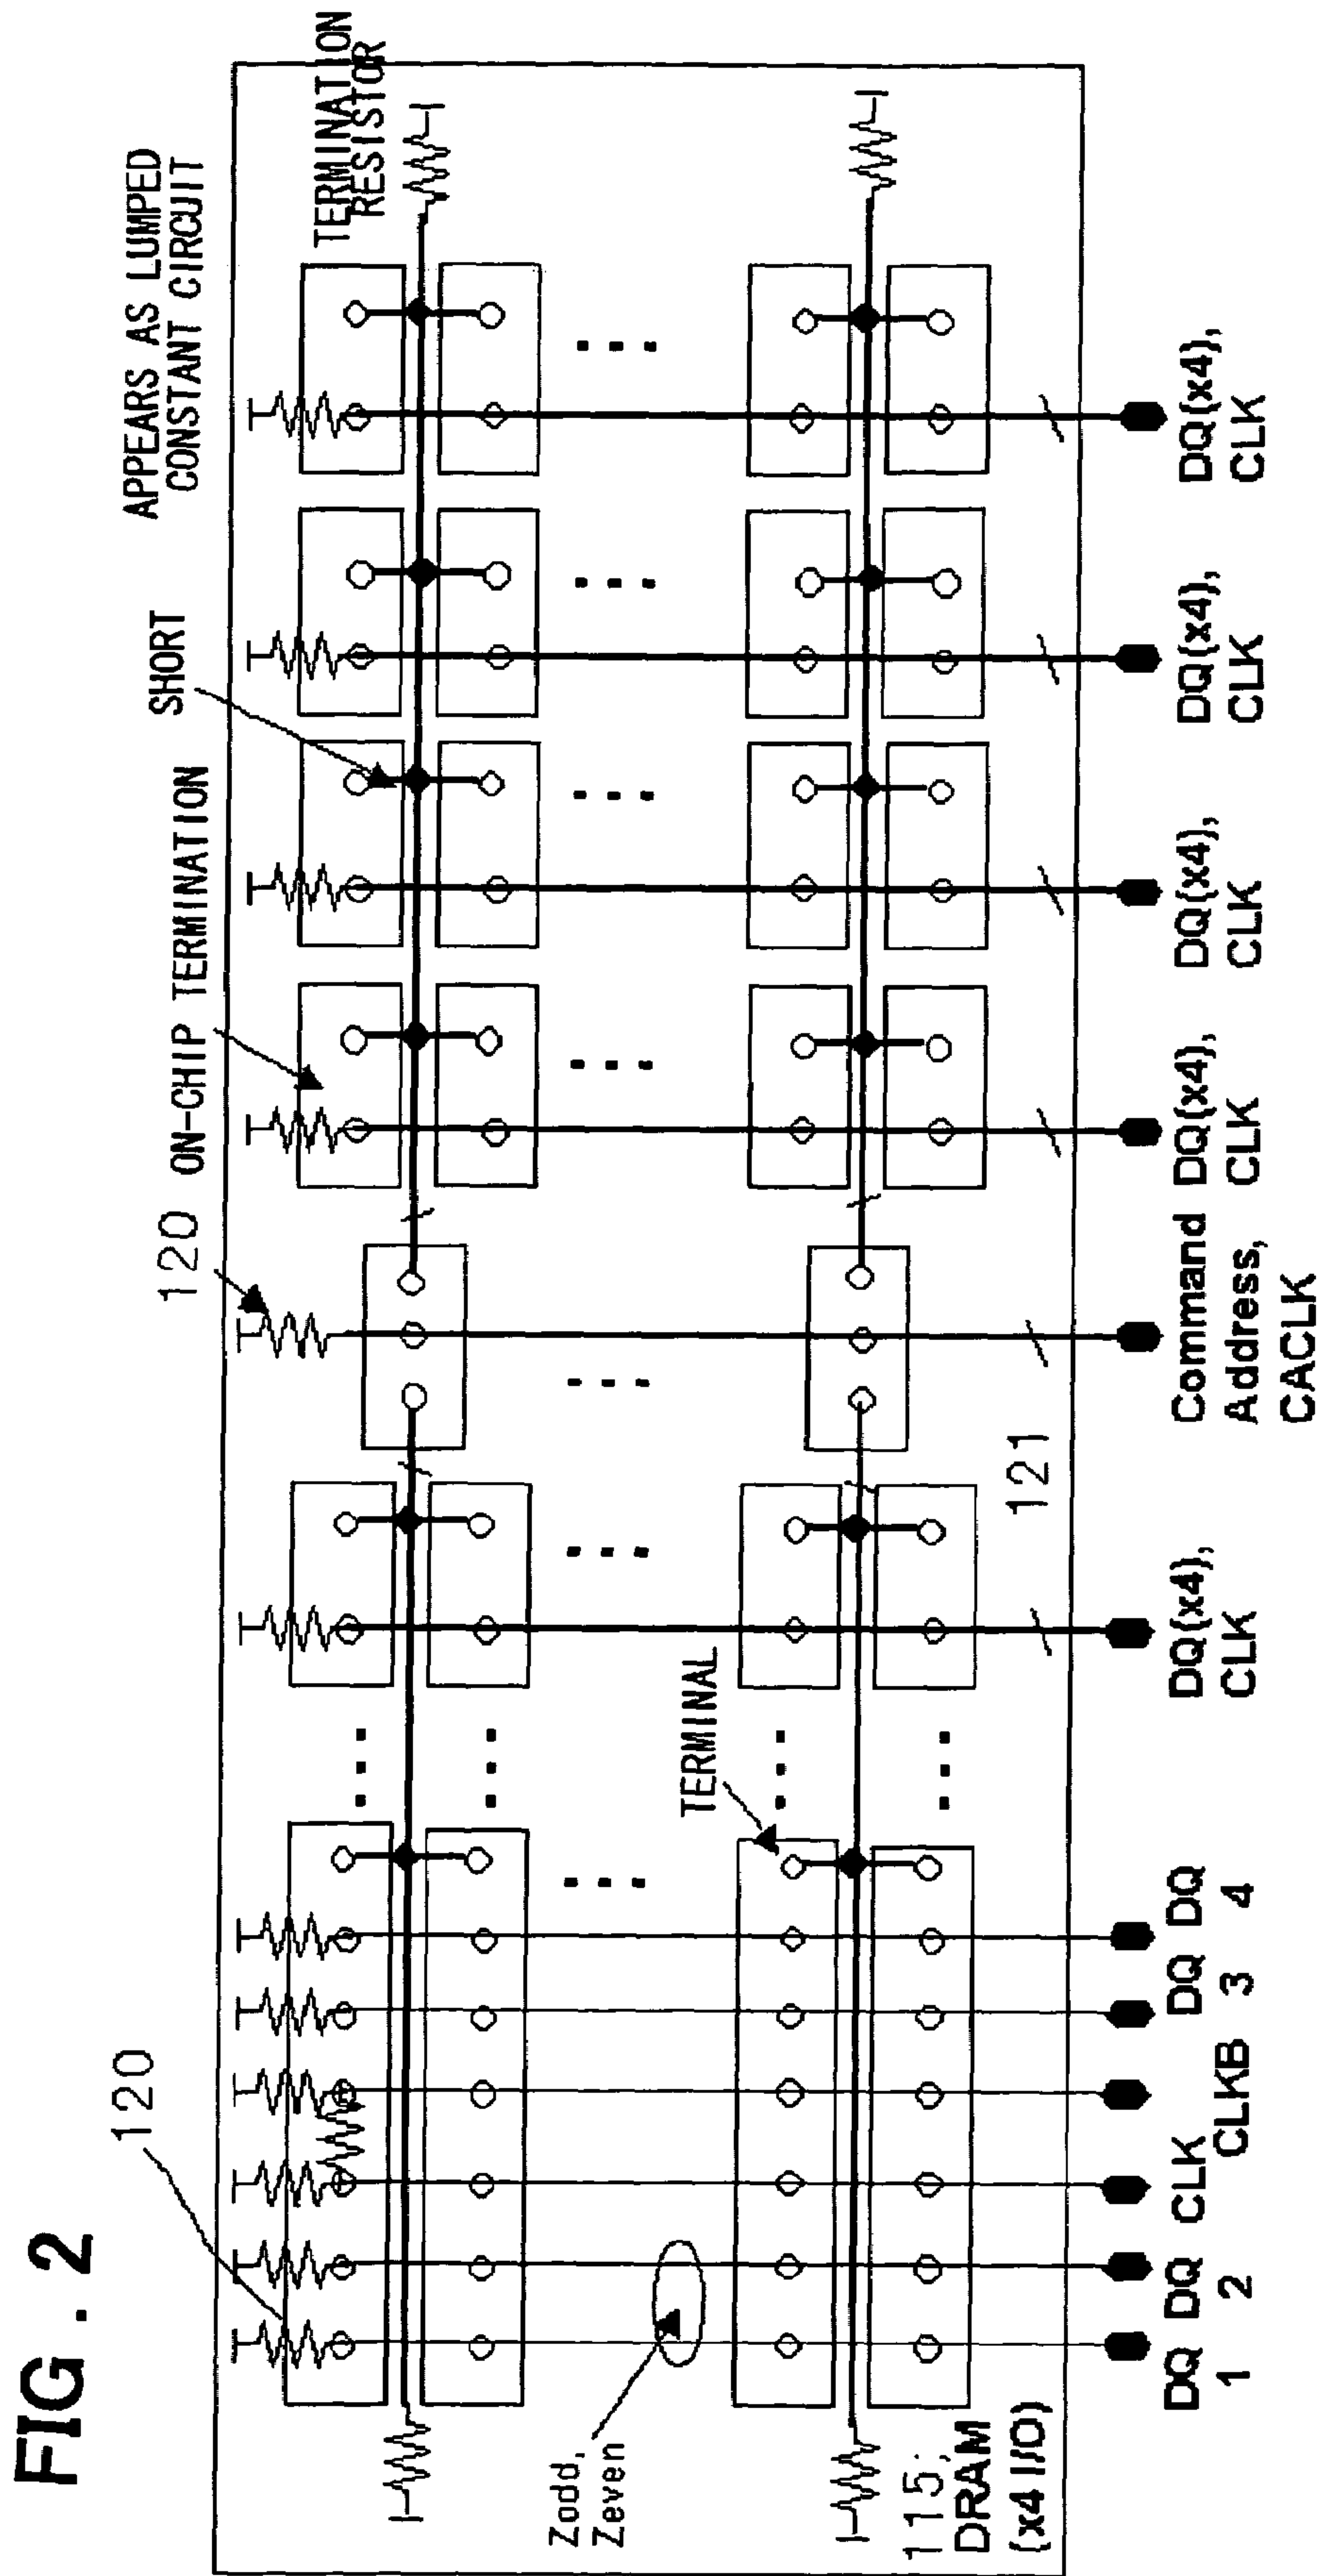 FIG . 2
120
120
ON-CHIP TERMINATION
SHORT
APPEARS AS LUMPED
CONSTANT CIRCUIT
TERMINATION
RESISTOR
Zodd,
Zeven
TERMINAL
115;
DRAM
(x4 I/O)
121
DQ
1
DQ
2
CLK
CLKB
DQ
3
DQ
4
DQ(x4),
CLK
Command
Address,
CACLK
DQ(x4),
CLK
DQ(x4),
CLK
DQ(x4),
CLK
DQ(x4),
CLK